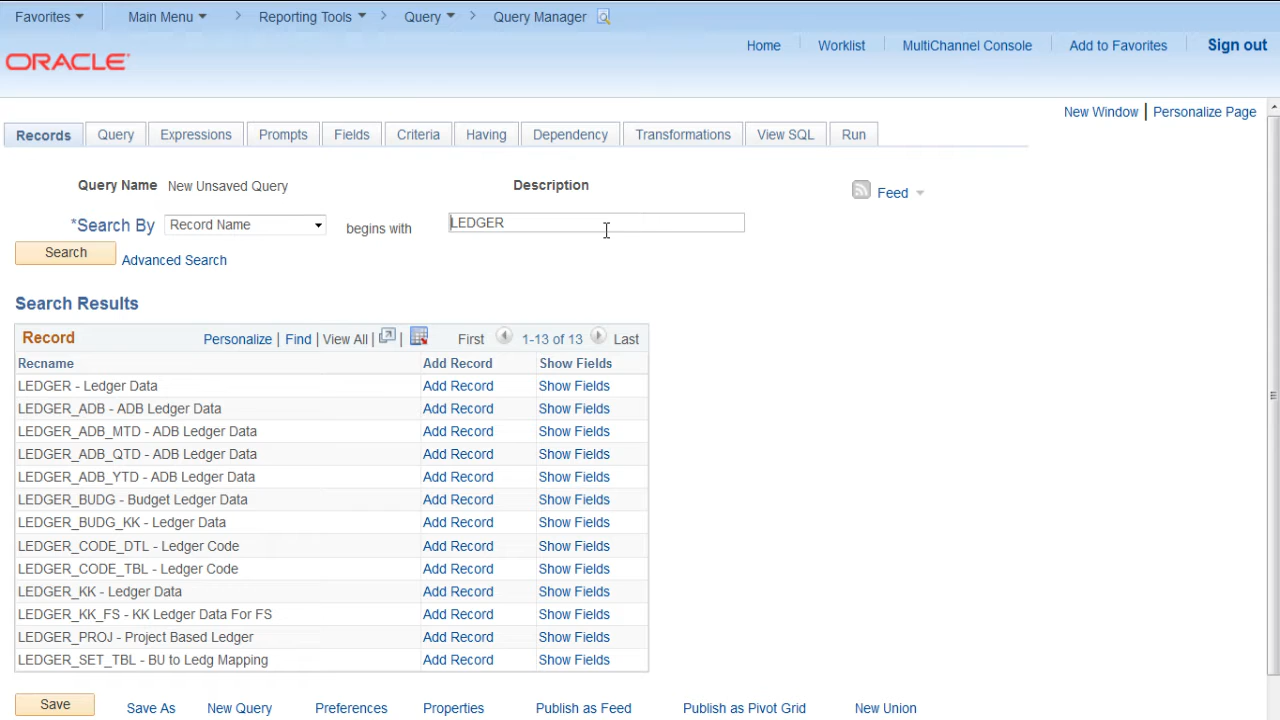 Favorites Main Menu > Reporting Tools > Query > Query Manager
Home Worklist MultiChannel Console Add to Favorites Sign out
ORACLE
New Window | Personalize Page
Records Query Expressions Prompts Fields Criteria Having Dependency Transformations View SQL Run
Query Name New Unsaved Query Description
Feed
*Search By Record Name begins with LEDGER
Search Advanced Search
Search Results
Record Personalize | Find | View All | | First 1-13 of 13 Last
Recname Add Record Show Fields
LEDGER - Ledger Data Add Record Show Fields
LEDGER_ADB - ADB Ledger Data Add Record Show Fields
LEDGER_ADB_MTD - ADB Ledger Data Add Record Show Fields
LEDGER_ADB_QTD - ADB Ledger Data Add Record Show Fields
LEDGER_ADB_YTD - ADB Ledger Data Add Record Show Fields
LEDGER_BUDG - Budget Ledger Data Add Record Show Fields
LEDGER_BUDG_KK - Ledger Data Add Record Show Fields
LEDGER_CODE_DTL - Ledger Code Add Record Show Fields
LEDGER_CODE_TBL - Ledger Code Add Record Show Fields
LEDGER_KK - Ledger Data Add Record Show Fields
LEDGER_KK_FS - KK Ledger Data For FS Add Record Show Fields
LEDGER_PROJ - Project Based Ledger Add Record Show Fields
LEDGER_SET_TBL - BU to Ledg Mapping Add Record Show Fields
Save Save As New Query Preferences Properties Publish as Feed Publish as Pivot Grid New Union